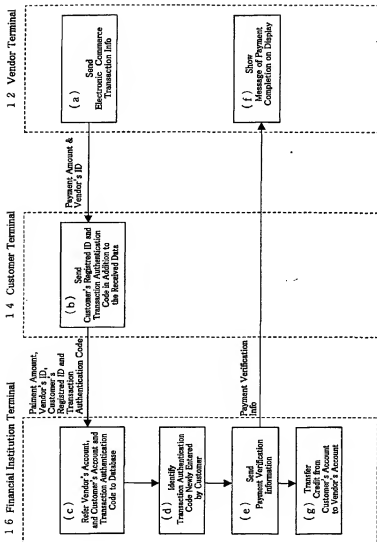 1 6 Financial Institution Terminal
1 4 Customer Terminal
1 2 Vendor Terminal
(a)
Send
Electronic Commerce
Transaction Info
Payment Amount &
Vendor's ID
(b)
Send
Customer's Registred ID and
Transaction Authentication
Code in Addition to
the Received Data
Paiment Amount,
Vendor's ID,
Customer's
Registred ID and
Transaction
Authentication Code
(c)
Refer Vendor's Account,
and Customer's Account and
Transaction Authentication
Code to Database
(d)
Identify
Transaction Authentication
Code Newly Entered
by Customer
(e)
Send
Payment Verification
Information
Payment Verification
Info
(f)
Show
Message of Payment
Completion on Display
(g)
Transfer
Credit from
Customer's Account
to Vendor's Account